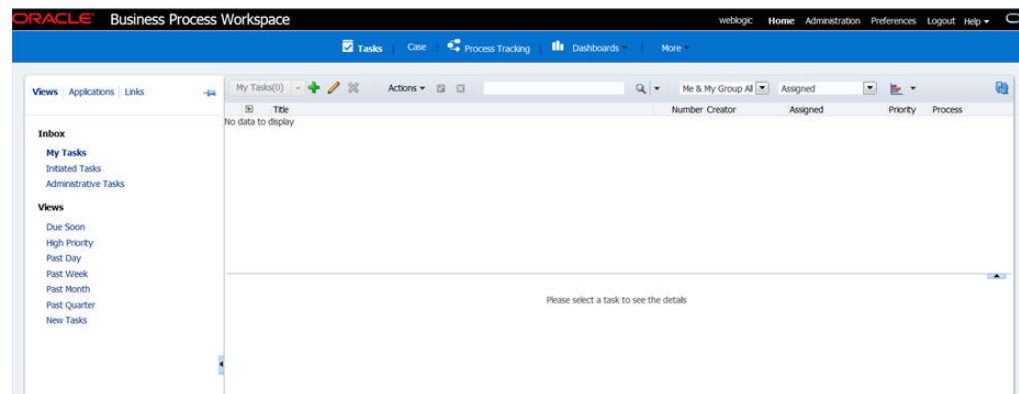 ORACLE® Business Process Workspace weblogic Home Administration Preferences Logout Help
Tasks Case Process Tracking Dashboards More
Views Applications Links My Tasks(0) Actions Me & My Group All Assigned
Title Number Creator Assigned Priority Process
No data to display
Inbox
My Tasks
Initiated Tasks
Administrative Tasks
Views
Due Soon
High Priority
Past Day
Past Week
Past Month
Past Quarter
New Tasks
Please select a task to see the details